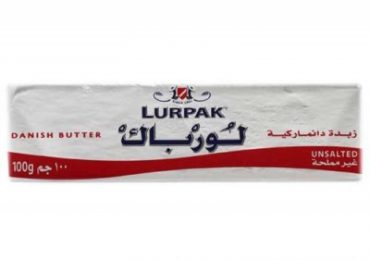 LURPAK
DANISH BUTTER
لورباك
زبدة دانماركية
UNSALTED
غير مملحة
100g ١٠٠ جم